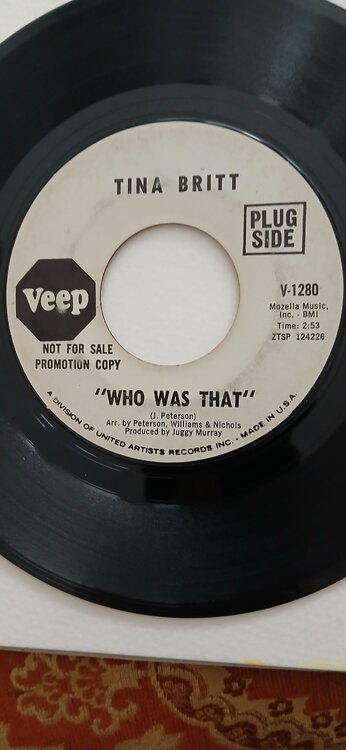 TINA BRITT
PLUG
SIDE
Veep
V-1280
Mozella Music,
Inc. - BMI
Time: 2:53
ZTSP 124226
NOT FOR SALE
PROMOTION COPY
"WHO WAS THAT"
(J. Peterson)
Arr. by Peterson, Williams & Nichols
Produced by Juggy Murray
A DIVISION OF UNITED ARTISTS RECORDS INC. • MADE IN U.S.A.